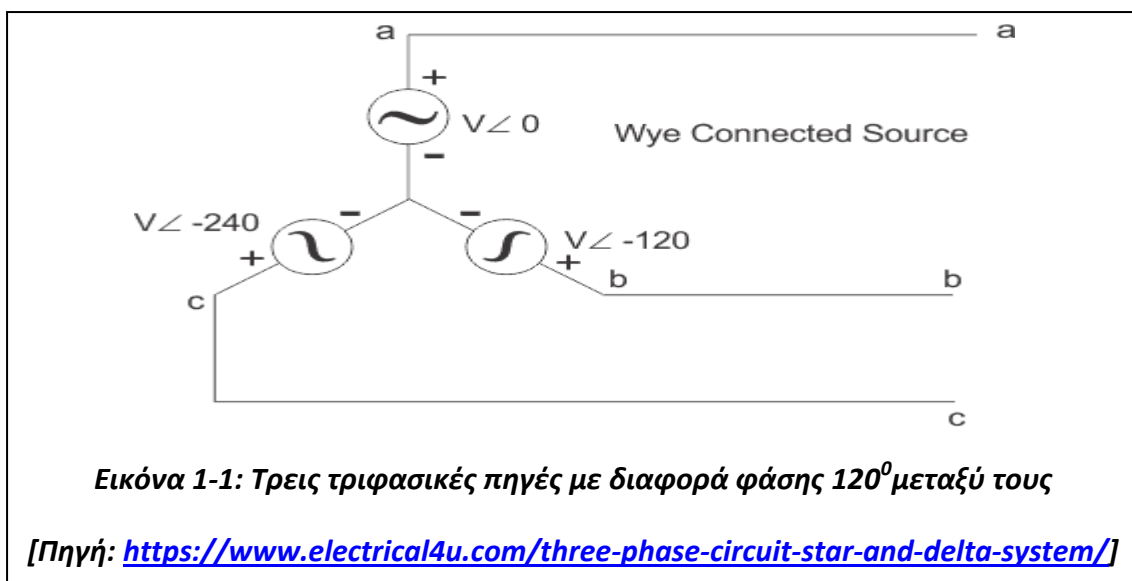 a a
+
V∠ 0
Wye Connected Source
-
V∠ -240 - - V∠ -120
+ +
c b b
c
Εικόνα 1-1: Τρεις τριφασικές πηγές με διαφορά φάσης 120⁰μεταξύ τους
[Πηγή: https://www.electrical4u.com/three-phase-circuit-star-and-delta-system/]